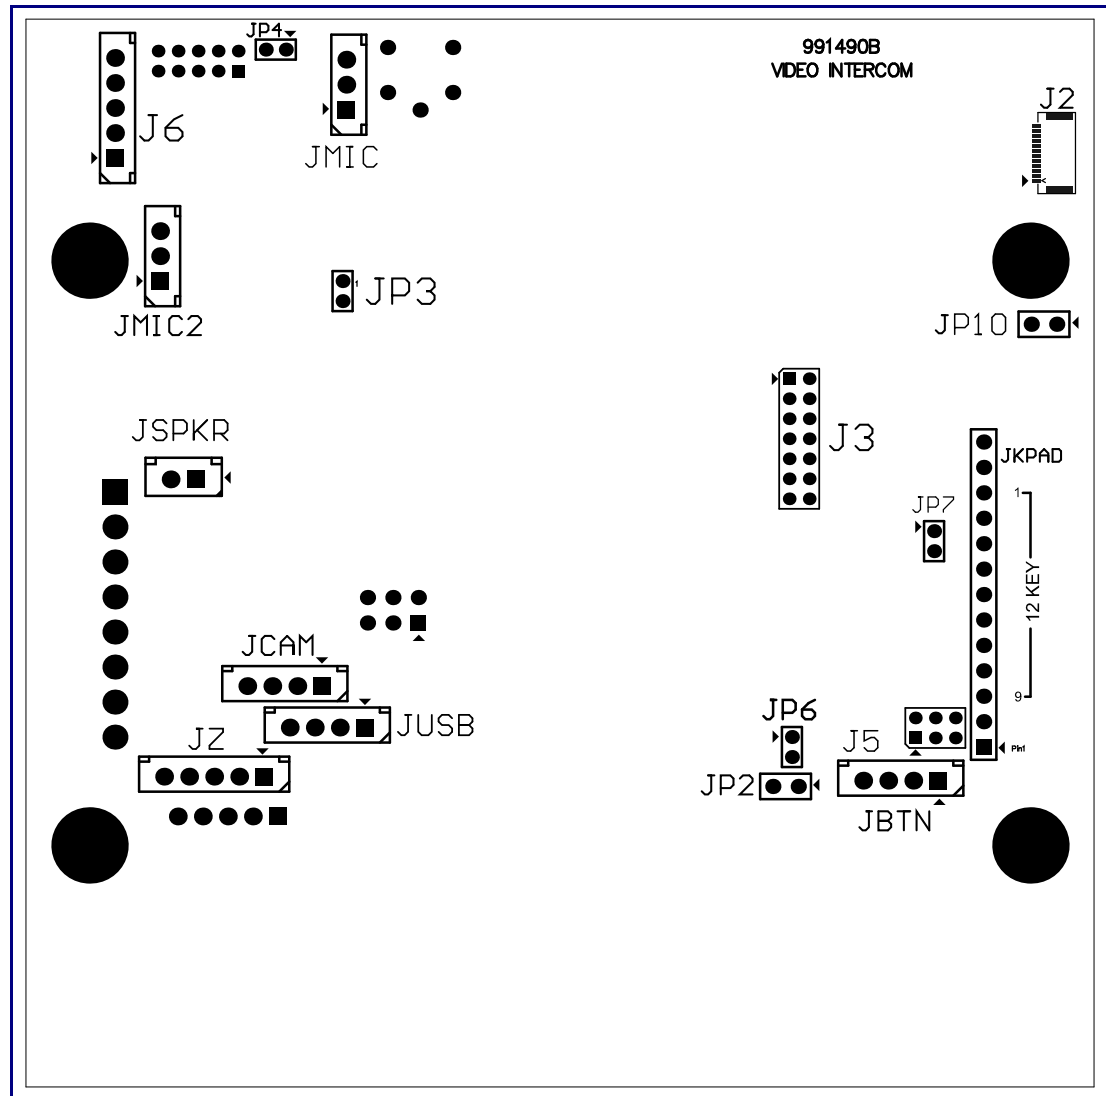 JP4
991490B
VIDEO INTERCOM
J2
J6
JMIC
JP3
1
JMIC2
JP10
JSPKR
J3
JKPAD
1
JP7
12 KEY
JCAM
9
JP6
JUSB
JZ
J5
Pin1
JP2
JBTN